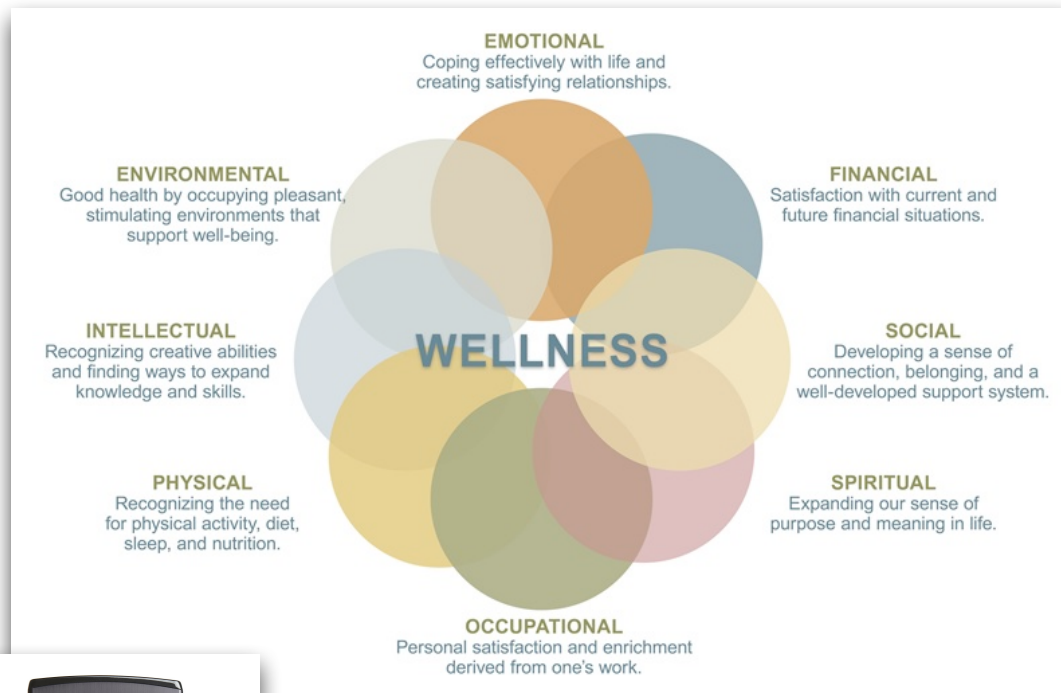 EMOTIONAL
Coping effectively with life and
creating satisfying relationships.
FINANCIAL
Satisfaction with current and
future financial situations.
SOCIAL
Developing a sense of
connection, belonging, and a
well-developed support system.
SPIRITUAL
Expanding our sense of
purpose and meaning in life.
OCCUPATIONAL
Personal satisfaction and enrichment
derived from one's work.
PHYSICAL
Recognizing the need
for physical activity, diet,
sleep, and nutrition.
INTELLECTUAL
Recognizing creative abilities
and finding ways to expand
knowledge and skills.
ENVIRONMENTAL
Good health by occupying pleasant,
stimulating environments that
support well-being.
WELLNESS